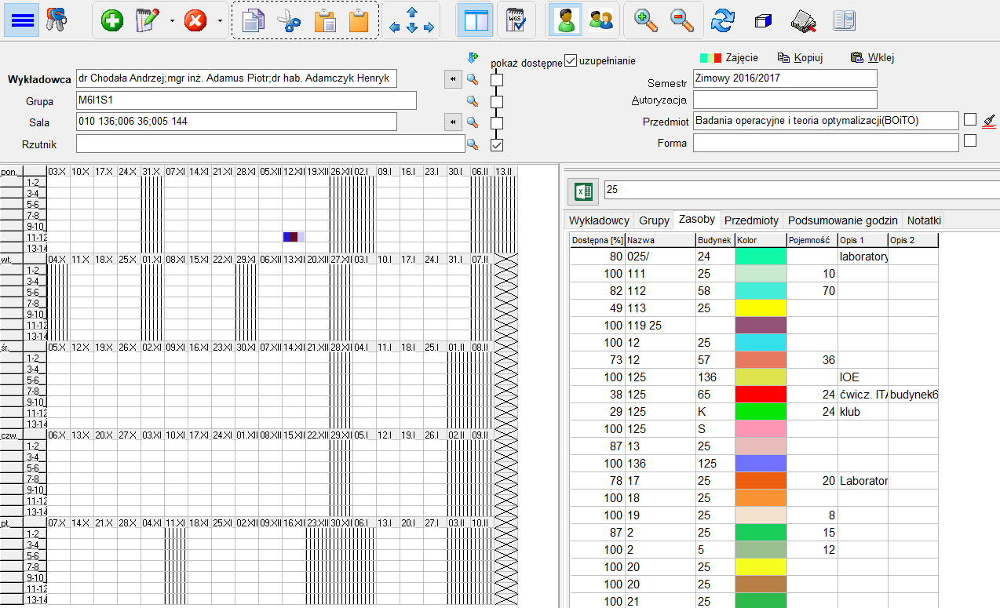 pokaż dostępne uzupełnianie
Zajęcie Kopiuj Wklej
Wykładowca dr Chodała Andrzej;mgr inż. Adamus Piotr;dr hab. Adamczyk Henryk
Semestr Zimowy 2016/2017
Grupa M6I1S1
Autoryzacja
Sala 010 136;006 36;005 144
Przedmiot Badania operacyjne i teoria optymalizacji(BOiTO)
Rzutnik
Forma
pon. 03.X 10.X 17.X 24.X 31.X 07.XI 14.XI 21.XI 28.XI 05.XII 12.XII 19.XII 26.XII 02.I 09.I 16.I 23.I 30.I 06.II 13.II
1-2
3-4
5-6
7-8
9-10
11-12
13-14
wt. 04.X 11.X 18.X 25.X 01.XI 08.XI 15.XI 22.XI 29.XI 06.XII 13.XII 20.XII 27.XII 03.I 10.I 17.I 24.I 31.I 07.II
1-2
3-4
5-6
7-8
9-10
11-12
13-14
śr. 05.X 12.X 19.X 26.X 02.XI 09.XI 16.XI 23.XI 30.XI 07.XII 14.XII 21.XII 28.XII 04.I 11.I 18.I 25.I 01.II 08.II
1-2
3-4
5-6
7-8
9-10
11-12
13-14
czw. 06.X 13.X 20.X 27.X 03.XI 10.XI 17.XI 24.XI 01.XII 08.XII 15.XII 22.XII 29.XII 05.I 12.I 19.I 26.I 02.II 09.II
1-2
3-4
5-6
7-8
9-10
11-12
13-14
pt. 07.X 14.X 21.X 28.X 04.XI 11.XI 18.XI 25.XI 02.XII 09.XII 16.XII 23.XII 30.XII 06.I 13.I 20.I 27.I 03.II 10.II
1-2
3-4
5-6
7-8
9-10
11-12
13-14
25
Wykładowcy Grupy Zasoby Przedmioty Podsumowanie godzin Notatki
Dostępna [%] Nazwa Budynek Kolor Pojemność Opis 1 Opis 2
80 025/ 24 laboratory
100 111 25 10
82 112 58 70
49 113 25
100 119 25
100 12 25
73 12 57 36
100 125 136 IOE
38 125 65 24 ćwicz. ITA budynek6
29 125 K 24 klub
100 125 S
87 13 25
100 136 125
78 17 25 20 Laborator
100 18 25
100 19 25 8
87 2 25 15
100 2 5 12
100 20 25
100 20 25
100 21 25